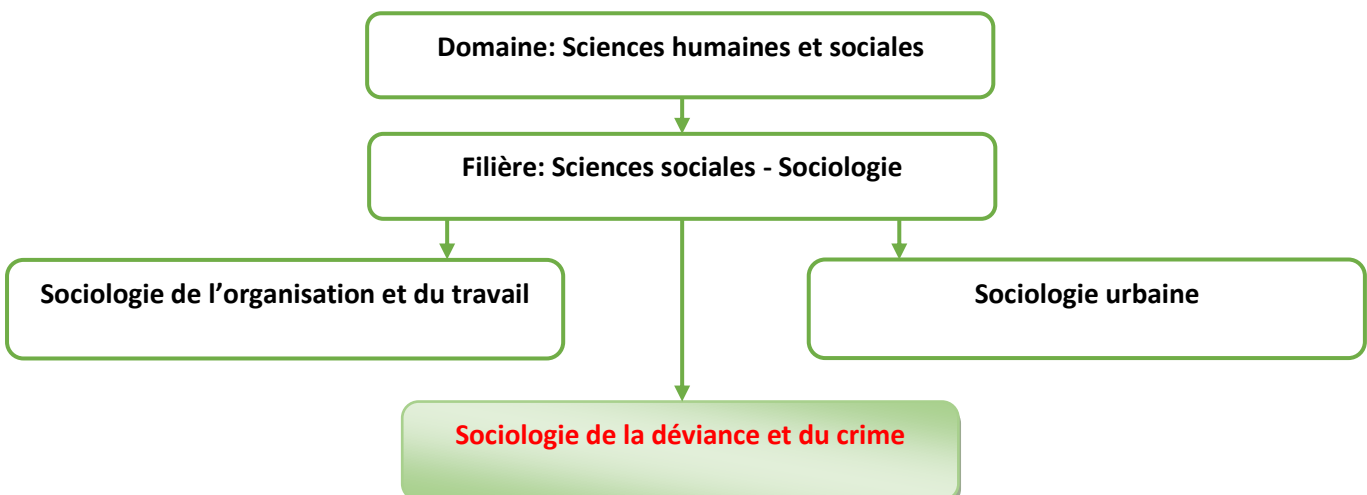 Domaine: Sciences humaines et sociales
Filière: Sciences sociales - Sociologie
Sociologie de l’organisation et du travail
Sociologie urbaine
Sociologie de la déviance et du crime